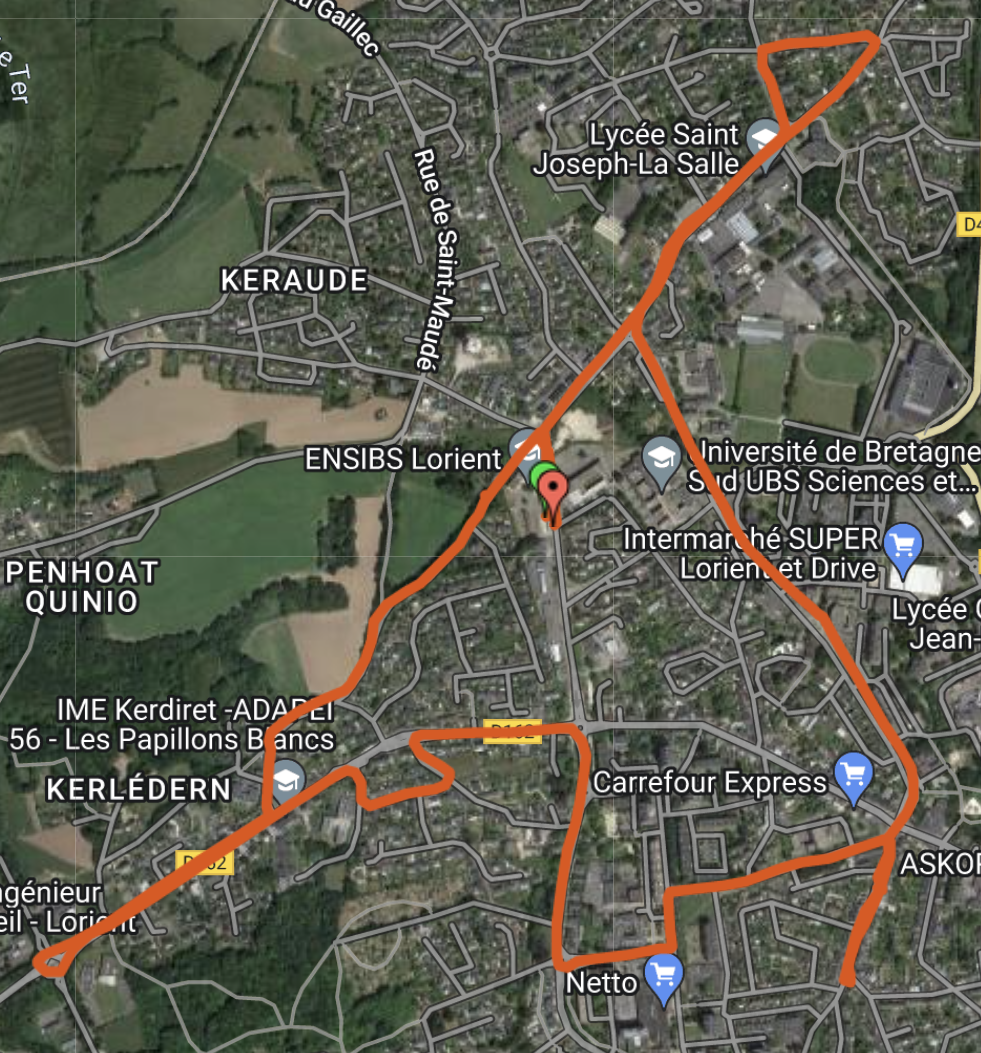 u Gaillec
e Ter
Lycée Saint
Joseph-La Salle
Rue de Saint-Maudé
D4
KERAUDE
ENSIBS Lorient
Université de Bretagne
Sud UBS Sciences et...
Intermarché SUPER
Lorient et Drive
PENHOAT
QUINIO
Lycée C
Jean-
IME Kerdiret -ADAPEI
56 - Les Papillons Blancs
D162
KERLÉDERN
Carrefour Express
D162
ASKOR
ngénieur
eil - Lorient
Netto